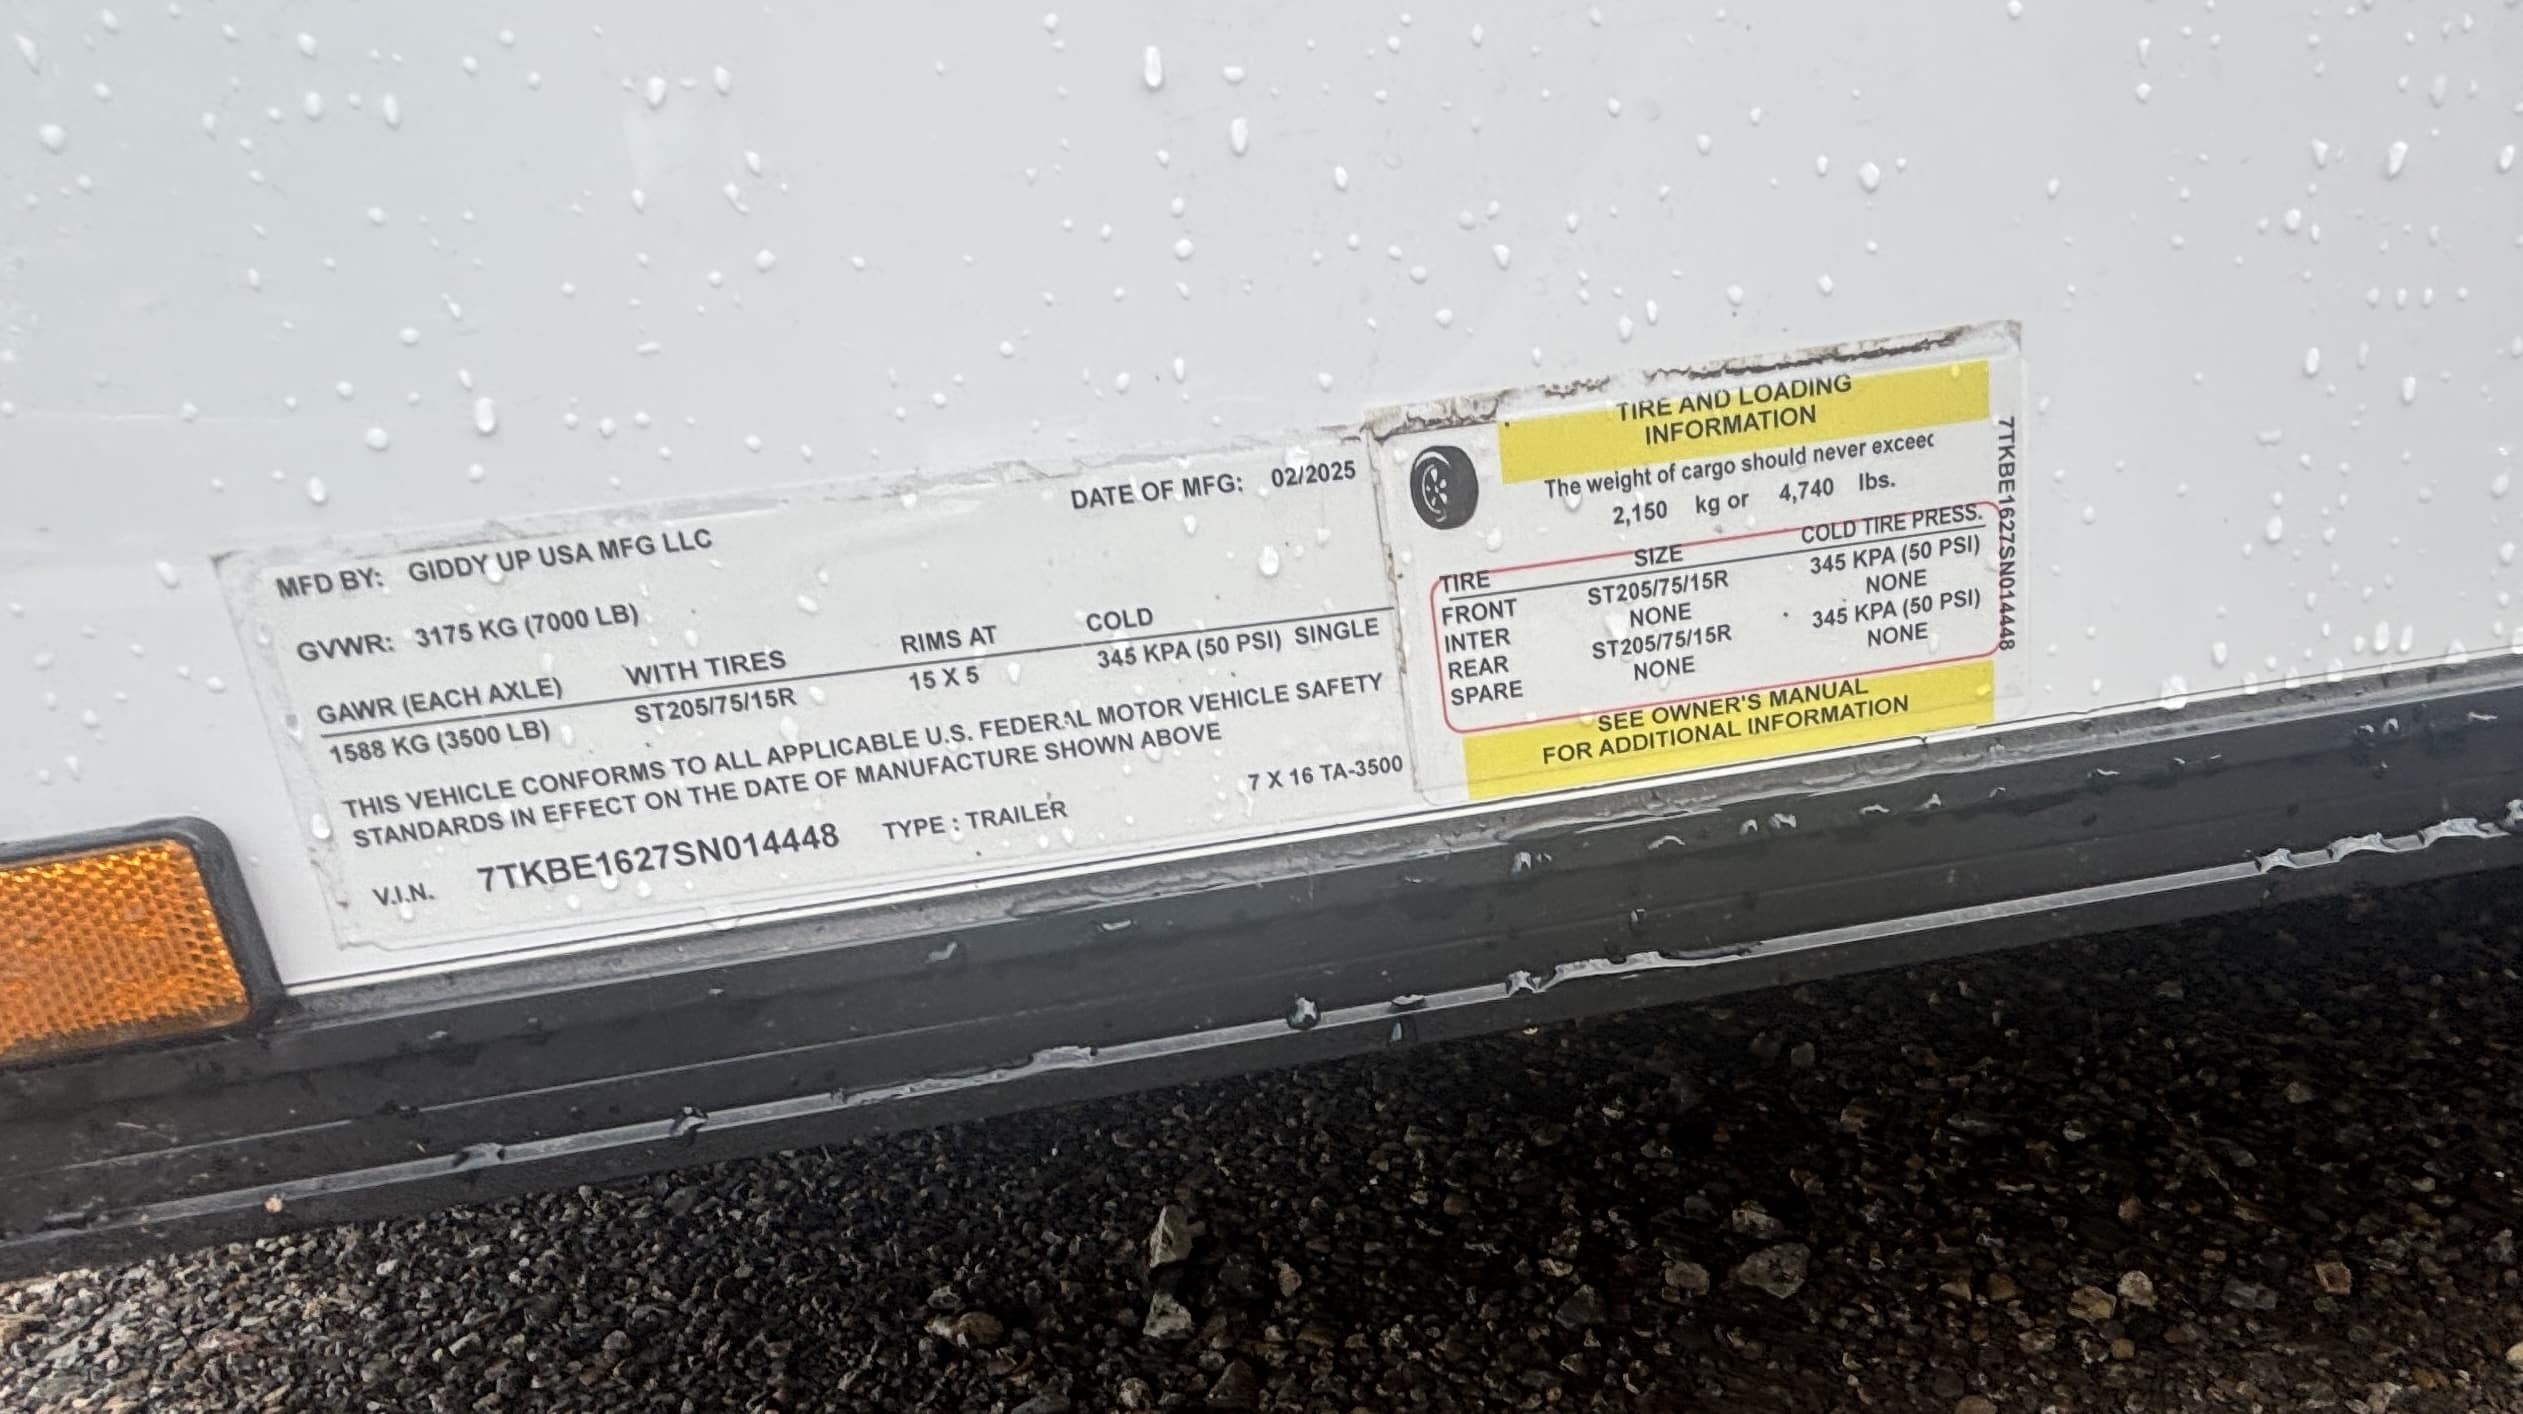 MFD BY: GIDDY UP USA MFG LLC
DATE OF MFG: 02/2025
GVWR: 3175 KG (7000 LB)
GAWR (EACH AXLE) WITH TIRES RIMS AT COLD
1588 KG (3500 LB) ST205/75/15R 15 X 5 345 KPA (50 PSI) SINGLE
THIS VEHICLE CONFORMS TO ALL APPLICABLE U.S. FEDERAL MOTOR VEHICLE SAFETY
STANDARDS IN EFFECT ON THE DATE OF MANUFACTURE SHOWN ABOVE
V.I.N. 7TKBE1627SN014448 TYPE : TRAILER 7 X 16 TA-3500
TIRE AND LOADING
INFORMATION
The weight of cargo should never exceed
2,150 kg or 4,740 lbs.
TIRE SIZE COLD TIRE PRESS.
FRONT ST205/75/15R 345 KPA (50 PSI)
INTER NONE NONE
REAR ST205/75/15R 345 KPA (50 PSI)
SPARE NONE NONE
SEE OWNER'S MANUAL
FOR ADDITIONAL INFORMATION
7TKBE1627SN014448